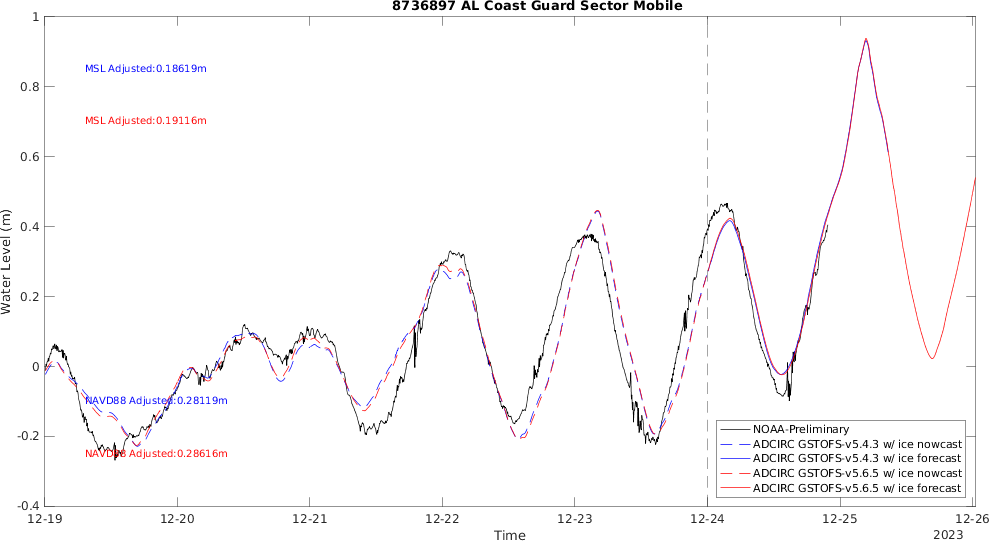 8736897 AL Coast Guard Sector Mobile
1
0.8
0.6
0.4
0.2
0
-0.2
-0.4
Water Level (m)
MSL Adjusted:0.18619m
MSL Adjusted:0.19116m
NAVD88 Adjusted:0.28119m
NAVD88 Adjusted:0.28616m
NOAA-Preliminary
ADCIRC GSTOFS-v5.4.3 w/ ice nowcast
ADCIRC GSTOFS-v5.4.3 w/ ice forecast
ADCIRC GSTOFS-v5.6.5 w/ ice nowcast
ADCIRC GSTOFS-v5.6.5 w/ ice forecast
12-19 12-20 12-21 12-22 12-23 12-24 12-25 12-26
Time
2023